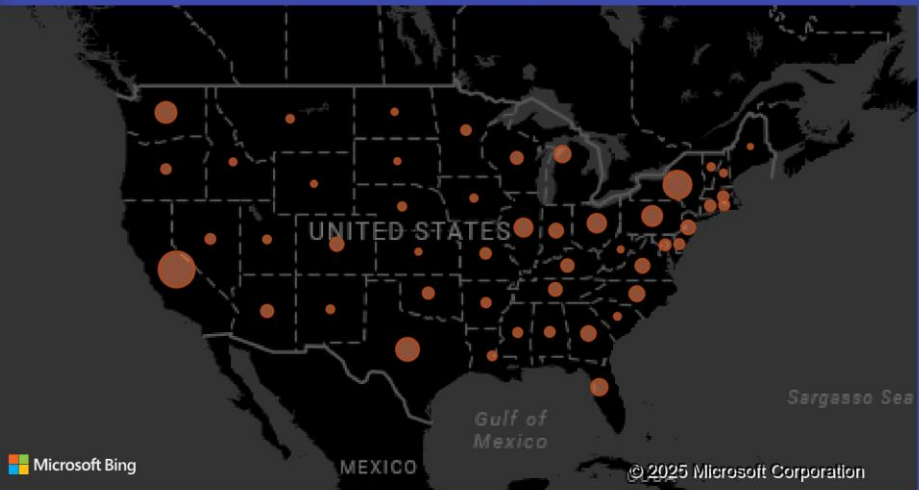 UNITED STATES
Sargasso Sea
Gulf of
Mexico
MEXICO
Microsoft Bing
© 2025 Microsoft Corporation